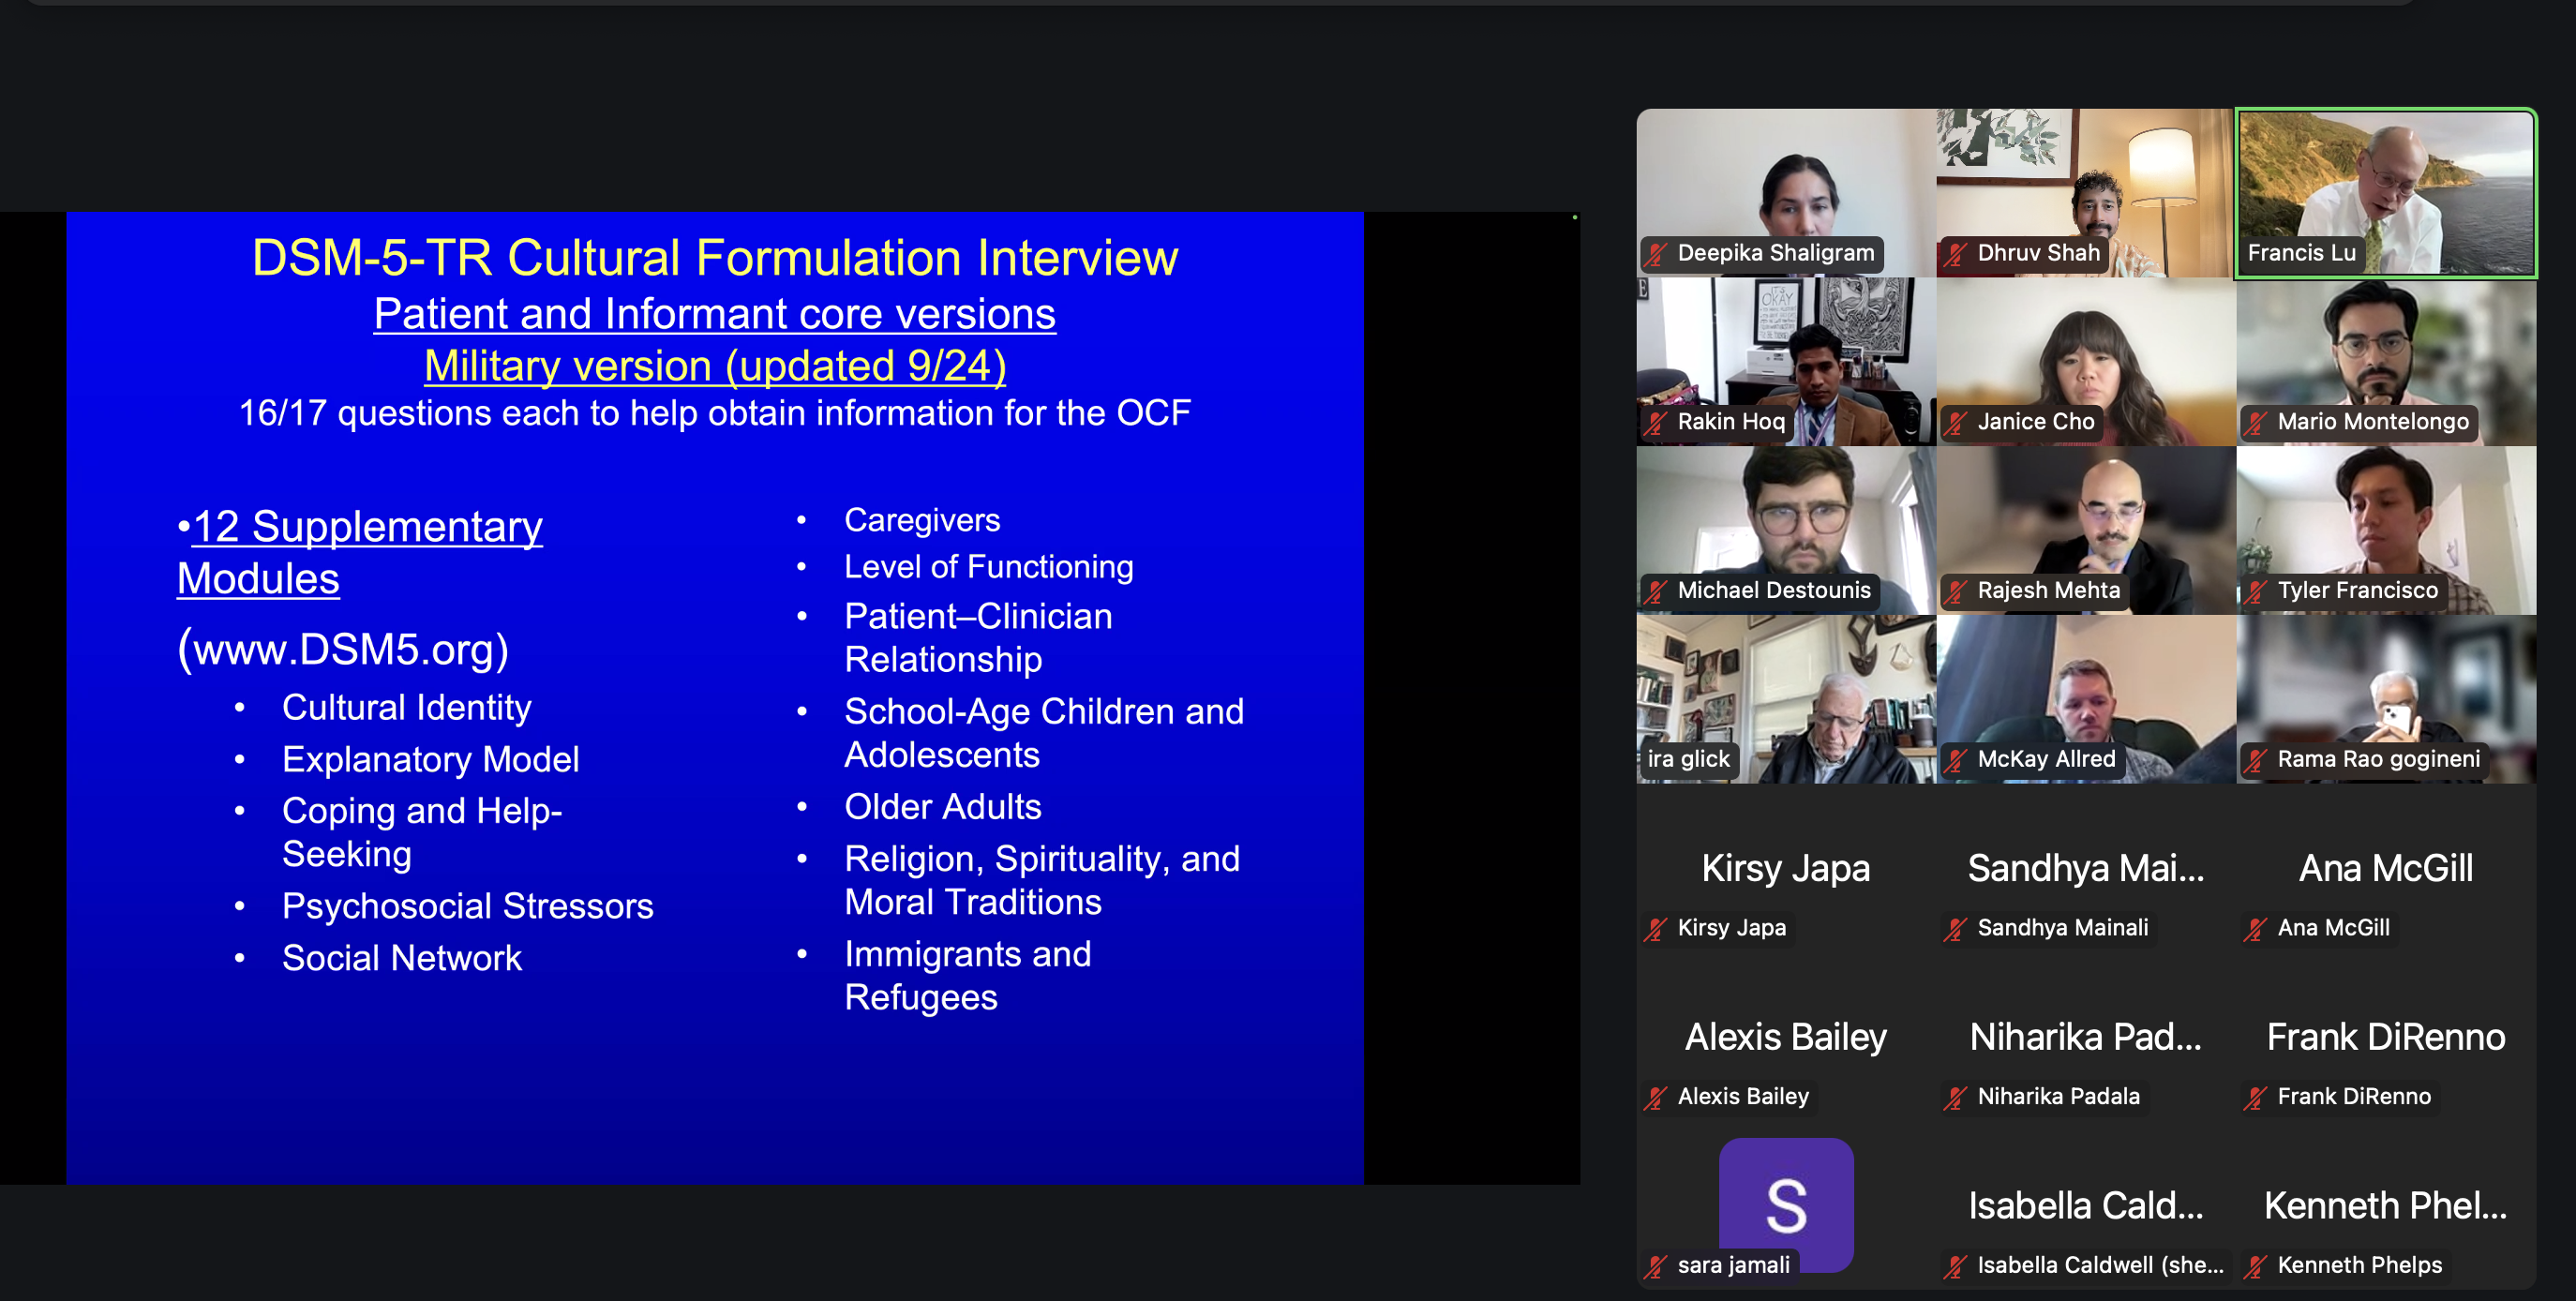 DSM-5-TR Cultural Formulation Interview
Patient and Informant core versions
Military version (updated 9/24)
16/17 questions each to help obtain information for the OCF
•12 Supplementary
Modules
(www.DSM5.org)
• Cultural Identity
• Explanatory Model
• Coping and Help-
Seeking
• Psychosocial Stressors
• Social Network
• Caregivers
• Level of Functioning
• Patient–Clinician
Relationship
• School-Age Children and
Adolescents
• Older Adults
• Religion, Spirituality, and
Moral Traditions
• Immigrants and
Refugees
Deepika Shaligram
Dhruv Shah
Francis Lu
IT'S
OKAY
Rakin Hoq
Janice Cho
Mario Montelongo
Michael Destounis
Rajesh Mehta
Tyler Francisco
ira glick
McKay Allred
Rama Rao gogineni
Kirsy Japa
Sandhya Mai...
Ana McGill
Kirsy Japa
Sandhya Mainali
Ana McGill
Alexis Bailey
Niharika Pad...
Frank DiRenno
Alexis Bailey
Niharika Padala
Frank DiRenno
S
Isabella Cald...
Kenneth Phel...
sara jamali
Isabella Caldwell (she...
Kenneth Phelps